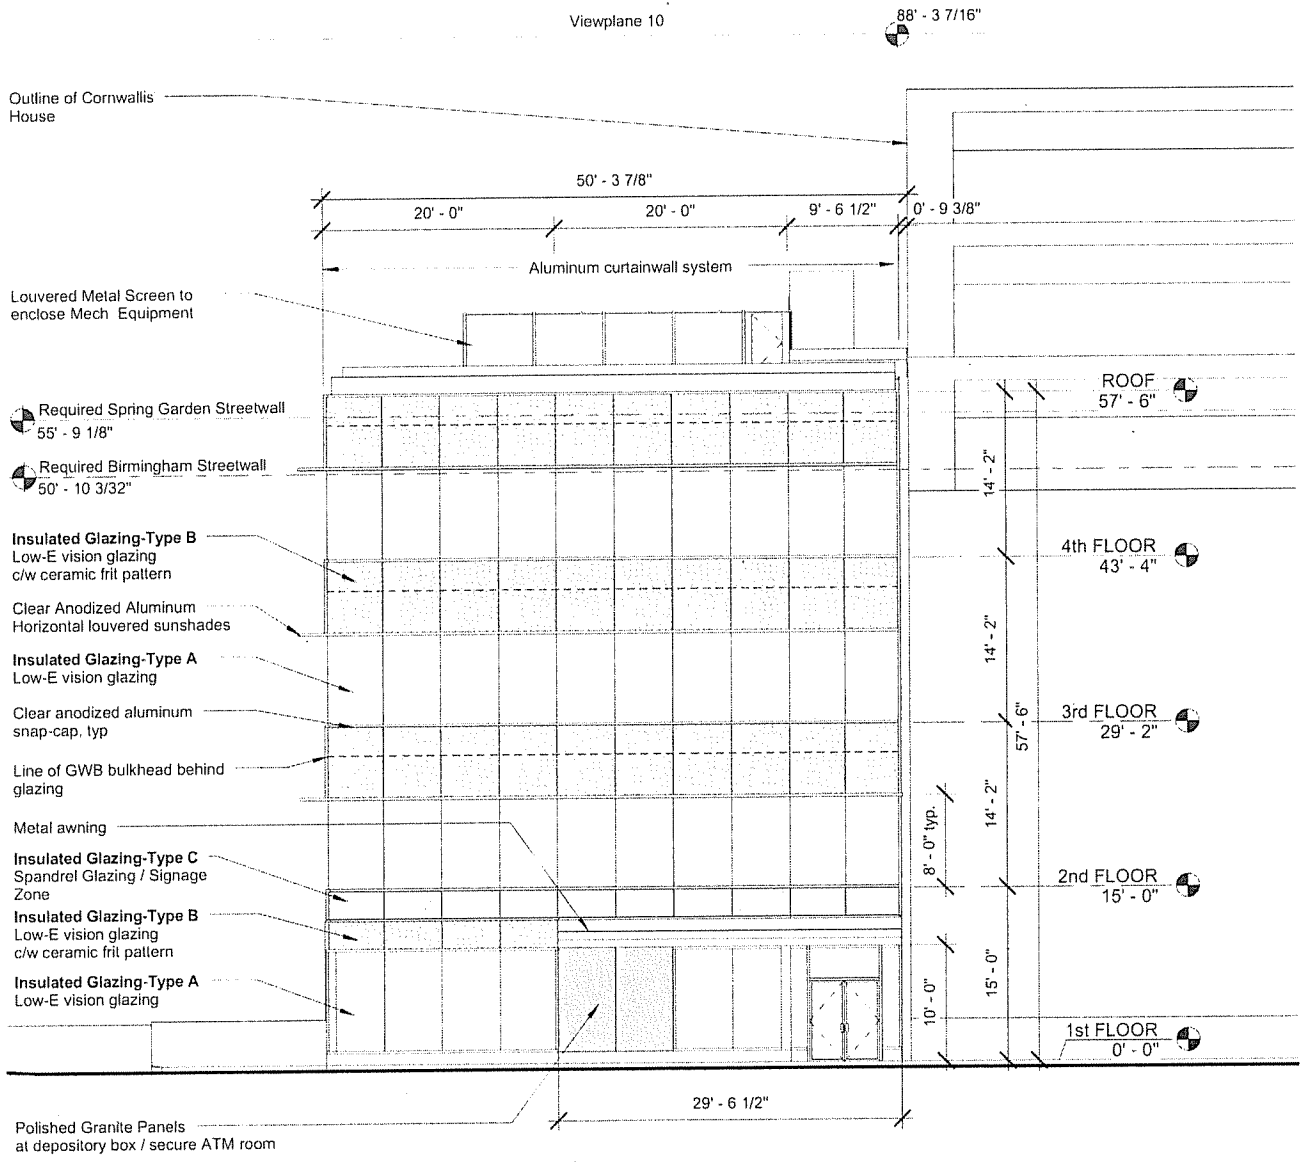 Viewplane 10
88' - 3 7/16"
Outline of Cornwallis
House
50' - 3 7/8"
20' - 0"
20' - 0"
9' - 6 1/2"
0' - 9 3/8"
Aluminum curtainwall system
Louvered Metal Screen to
enclose Mech Equipment
ROOF
57' - 6"
Required Spring Garden Streetwall
55' - 9 1/8"
Required Birmingham Streetwall
50' - 10 3/32"
14' - 2"
Insulated Glazing-Type B
Low-E vision glazing
c/w ceramic frit pattern
4th FLOOR
43' - 4"
Clear Anodized Aluminum
Horizontal louvered sunshades
14' - 2"
Insulated Glazing-Type A
Low-E vision glazing
Clear anodized aluminum
snap-cap, typ
3rd FLOOR
29' - 2"
57' - 6"
Line of GWB bulkhead behind
glazing
14' - 2"
8' - 0" typ.
Metal awning
Insulated Glazing-Type C
Spandrel Glazing / Signage
Zone
2nd FLOOR
15' - 0"
Insulated Glazing-Type B
Low-E vision glazing
c/w ceramic frit pattern
Insulated Glazing-Type A
Low-E vision glazing
10' - 0"
15' - 0"
1st FLOOR
0' - 0"
29' - 6 1/2"
Polished Granite Panels
at depository box / secure ATM room